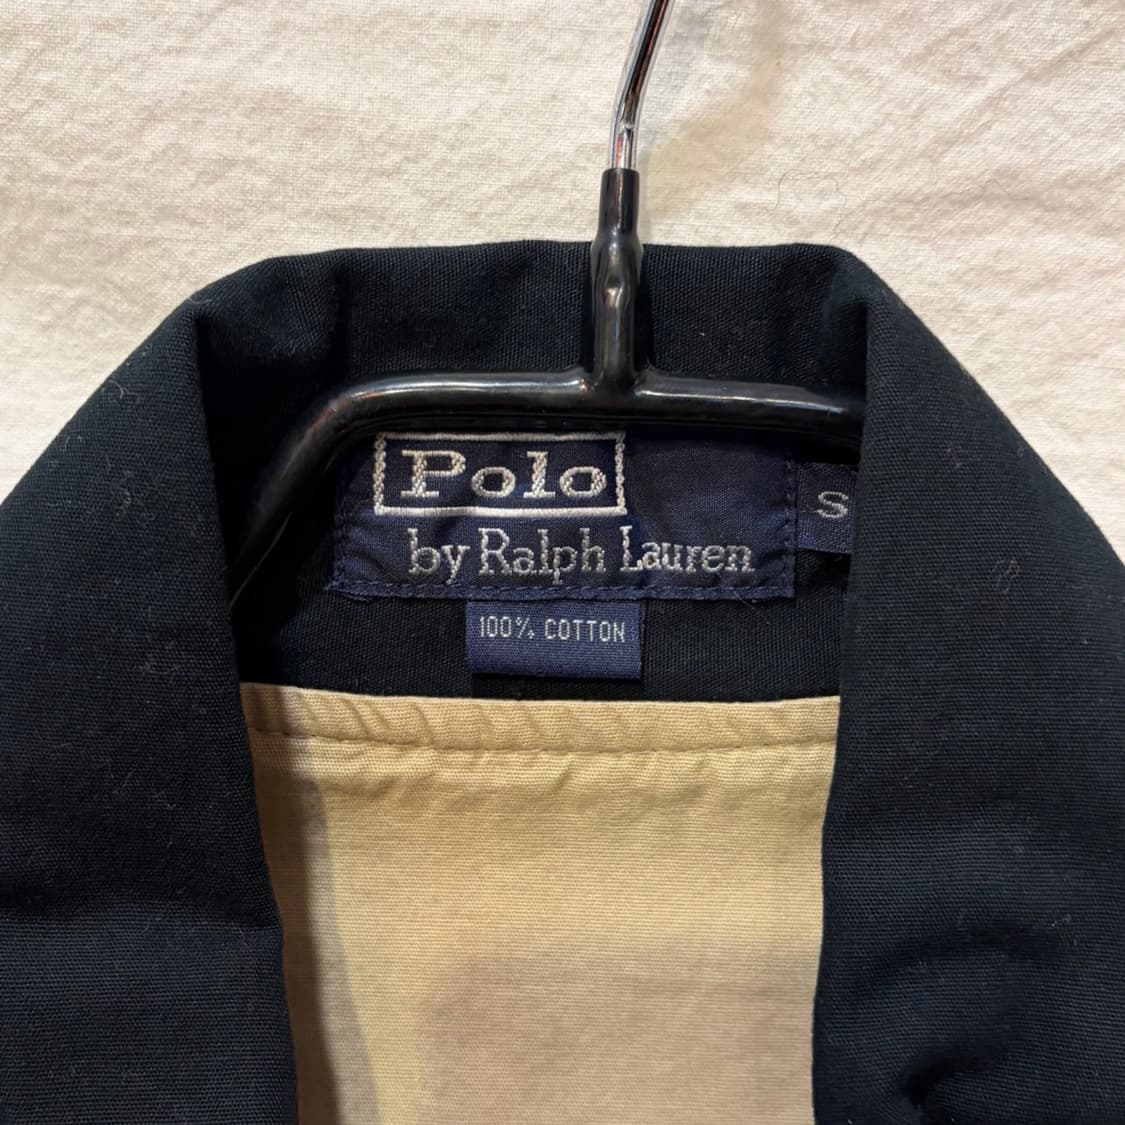 Polo
by Ralph Lauren
S
100% COTTON